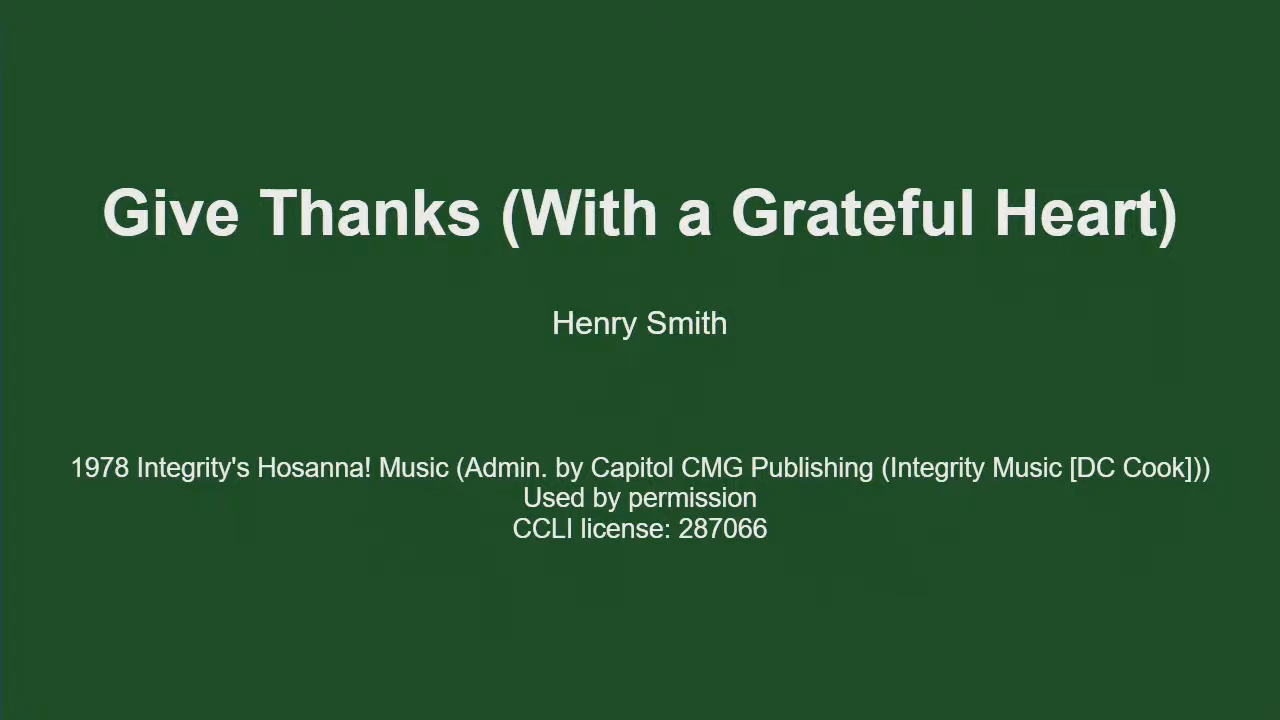 Give Thanks (With a Grateful Heart)
Henry Smith
1978 Integrity's Hosanna! Music (Admin. by Capitol CMG Publishing (Integrity Music [DC Cook]))
Used by permission
CCLI license: 287066